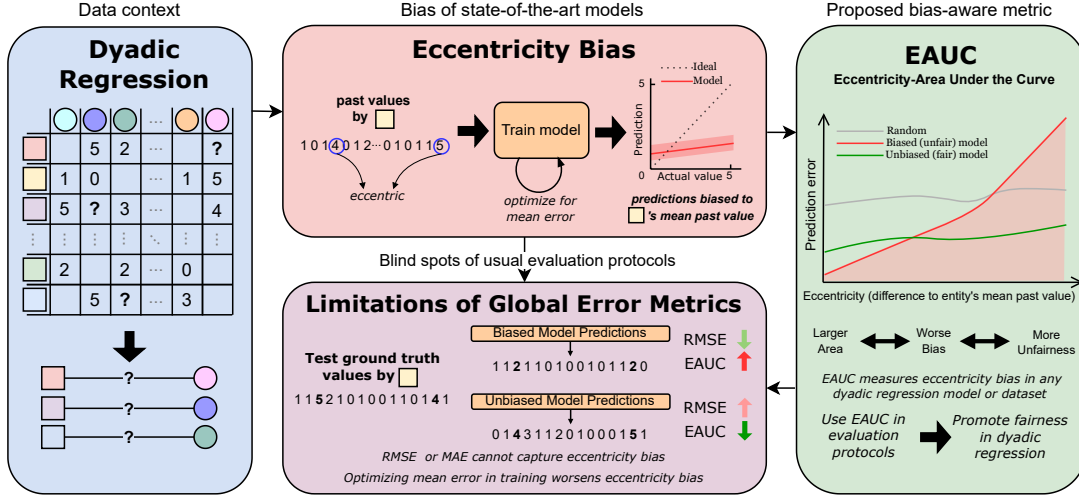 Data context
Dyadic
Regression
...
5 2 ... ?
1 0 ... 1 5
5 ? 3 4
2 2 ... 0
5 ? ... 3
?
?
?
Bias of state-of-the-art models
Eccentricity Bias
past values
by
1 0 1 4 0 1 2 ... 0 1 0 1 1 5
eccentric
Train model
optimize for
mean error
Ideal
Model
5
Prediction
0
0
Actual value 5
predictions biased to
's mean past value
Blind spots of usual evaluation protocols
Limitations of Global Error Metrics
Test ground truth
values by
1 1 5 2 1 0 1 0 0 1 1 0 1 4 1
Biased Model Predictions
1 1 2 1 1 0 1 0 0 1 0 1 1 2 0
RMSE
EAUC
Unbiased Model Predictions
0 1 4 3 1 1 2 0 1 0 0 0 1 5 1
RMSE
EAUC
RMSE or MAE cannot capture eccentricity bias
Optimizing mean error in training worsens eccentricity bias
Proposed bias-aware metric
EAUC
Eccentricity-Area Under the Curve
Random
Biased (unfair) model
Unbiased (fair) model
Prediction error
Eccentricity (difference to entity's mean past value)
Larger
Area
Worse
Bias
More
Unfairness
EAUC measures eccentricity bias in any
dyadic regression model or dataset
Use EAUC in
evaluation
protocols
Promote fairness
in dyadic
regression